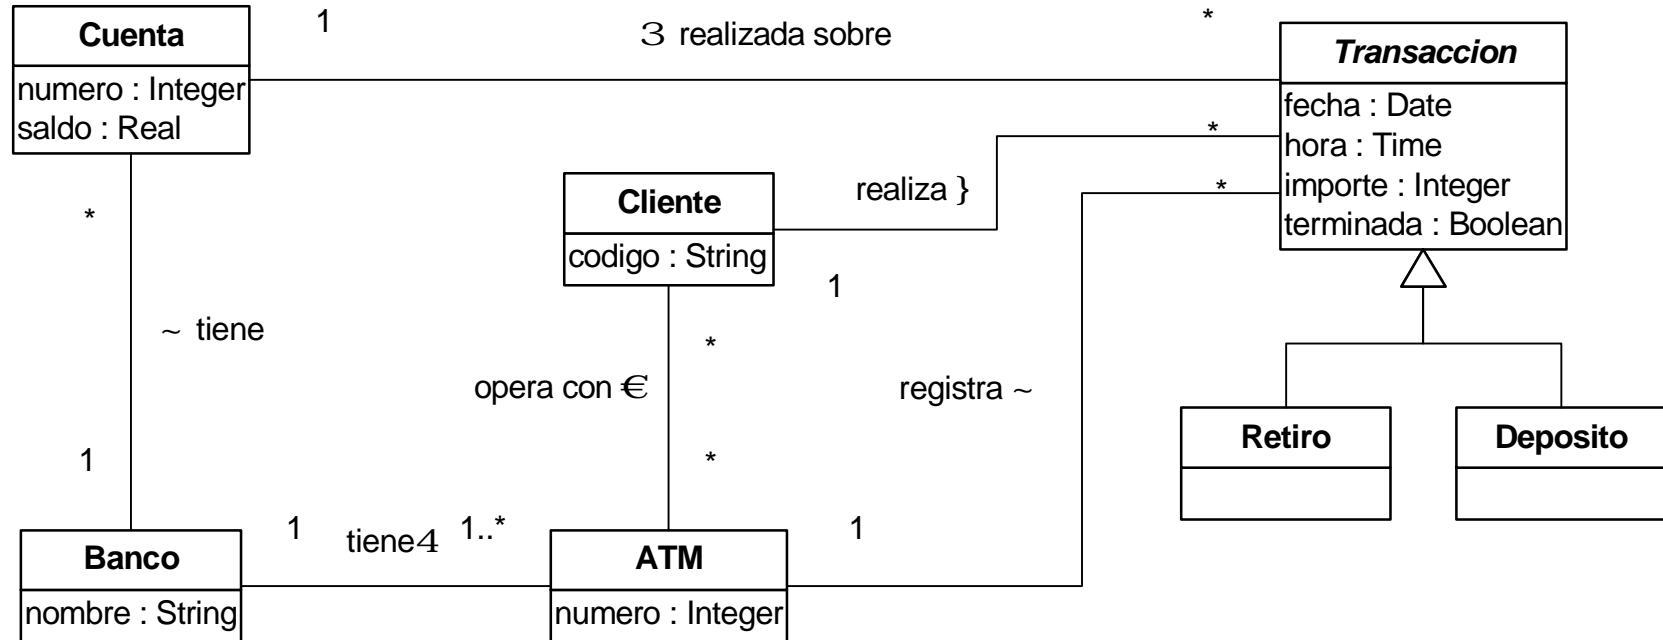 Cuenta
numero : Integer
saldo : Real
1
3 realizada sobre
*
Transaccion
fecha : Date
hora : Time
importe : Integer
terminada : Boolean
*
realiza }
*
Cliente
codigo : String
1
*
~ tiene
*
opera con €
registra ~
*
1
Retiro
Deposito
1
tiene4
1..*
1
Banco
nombre : String
ATM
numero : Integer